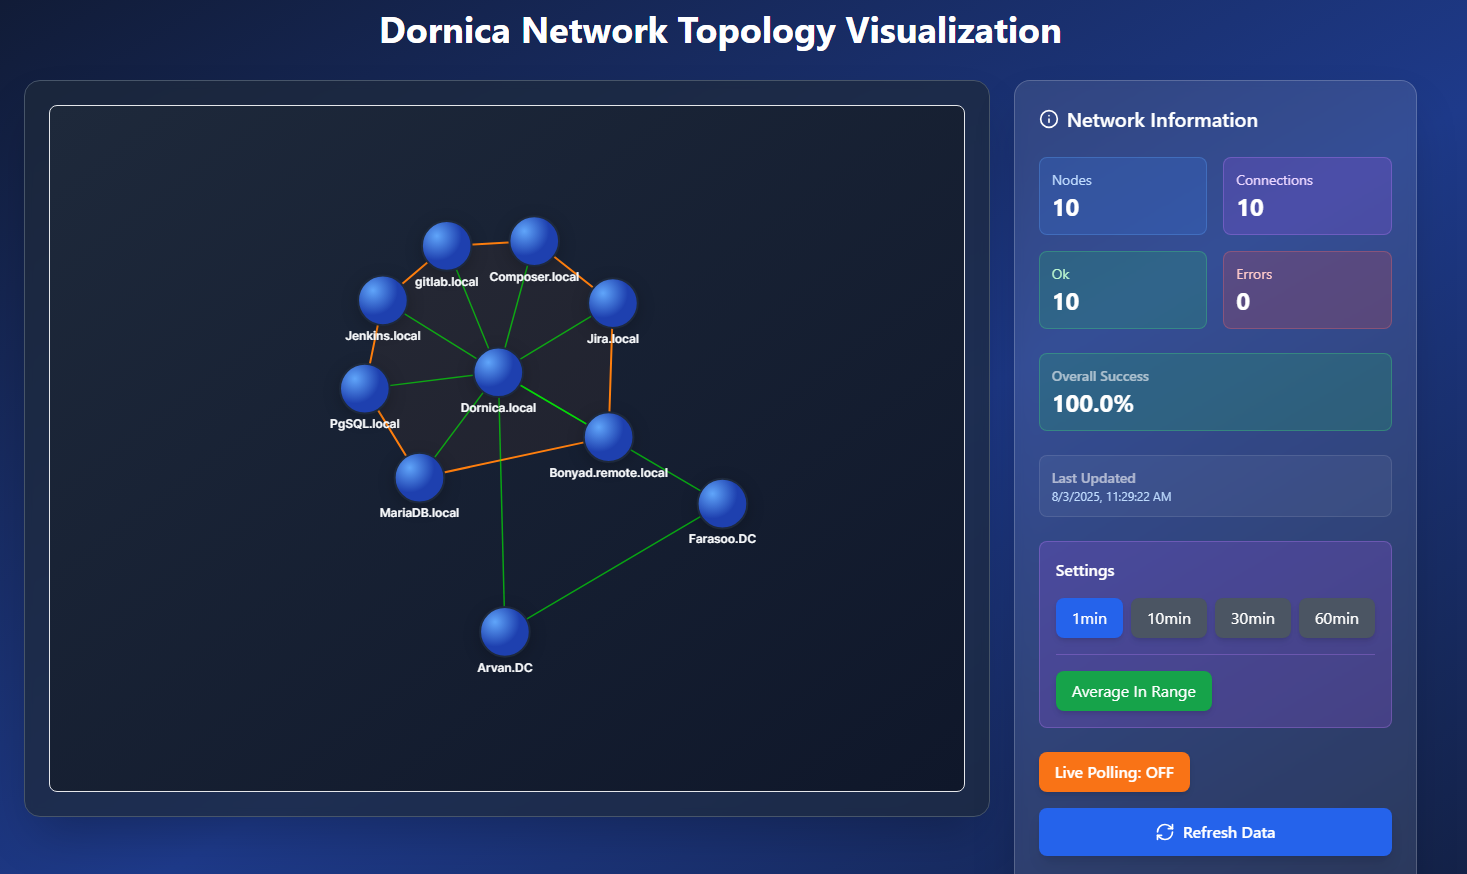 Dornica Network Topology Visualization
gitlab.local
Composer.local
Jenkins.local
Jira.local
Dornica.local
PgSQL.local
Bonyad.remote.local
MariaDB.local
Farasoo.DC
Arvan.DC
Network Information
Nodes
10
Connections
10
Ok
10
Errors
0
Overall Success
100.0%
Last Updated
8/3/2025, 11:29:22 AM
Settings
1min 10min 30min 60min
Average In Range
Live Polling: OFF
Refresh Data